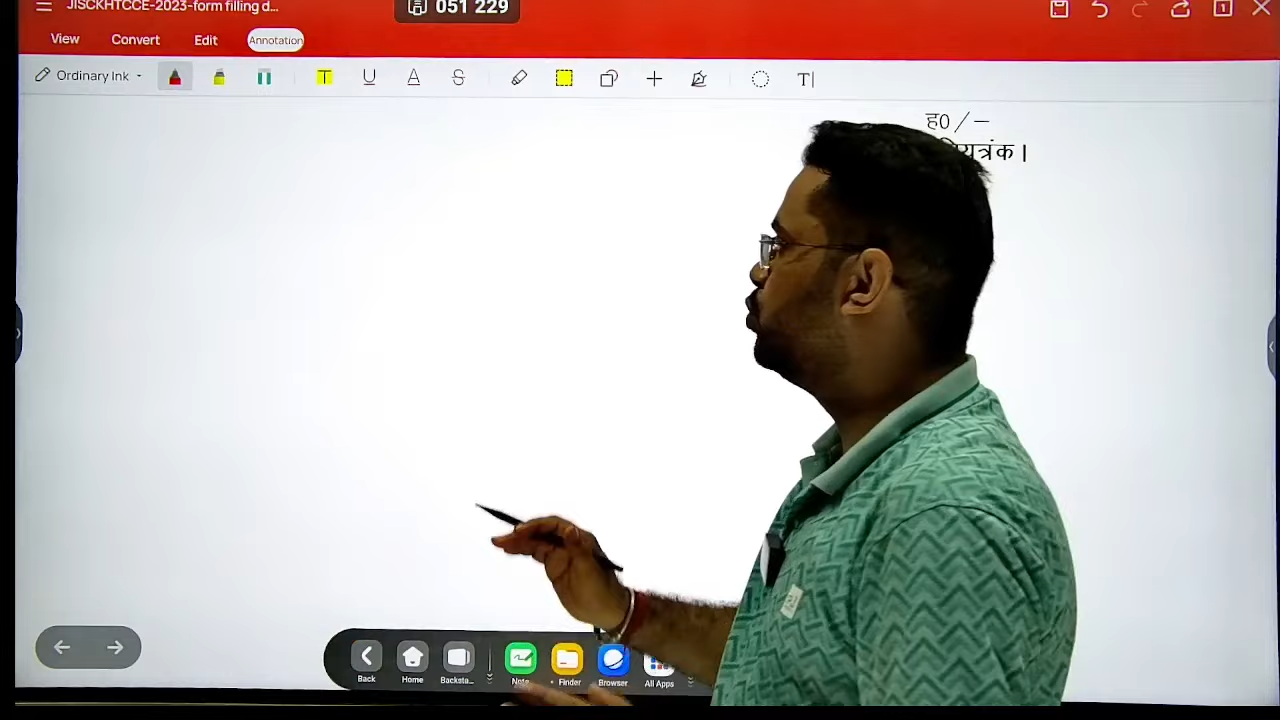 JISCKHTCCE-2023-form filling d...
051 229
1
View Convert Edit Annotation
Ordinary Ink T U A S T|
ह0 / –
Back Home Backsta... Note Finder Browser All Apps